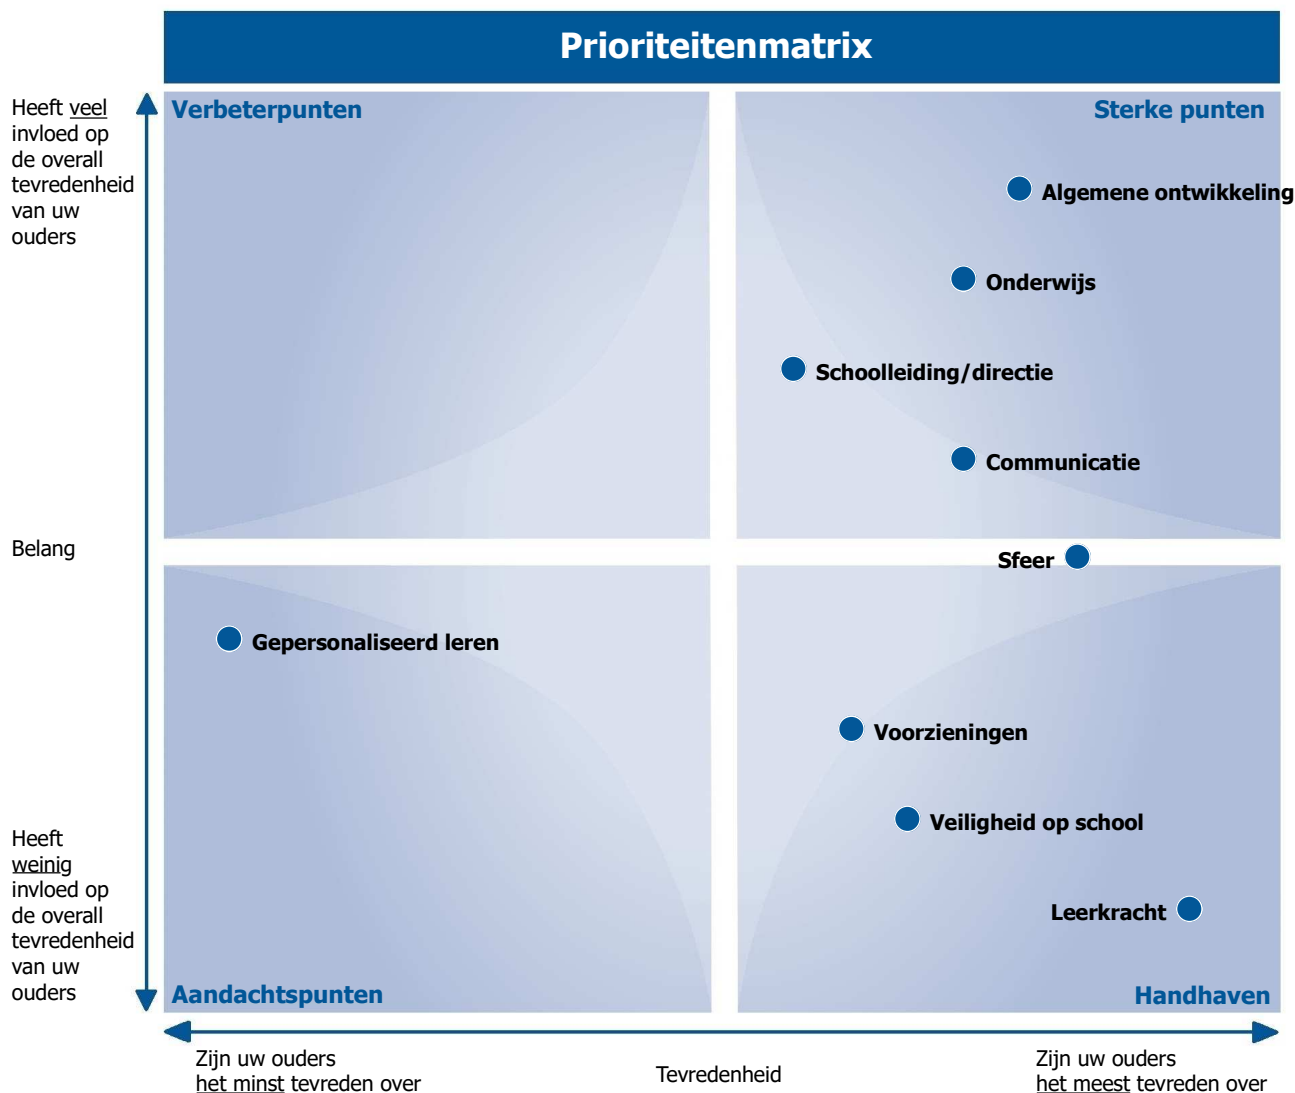 Prioriteitenmatrix
Heeft veel
invloed op
de overall
tevredenheid
van uw
ouders
Verbeterpunten
Sterke punten
Algemene ontwikkeling
Onderwijs
Schoolleiding/directie
Communicatie
Belang
Sfeer
Gepersonaliseerd leren
Voorzieningen
Veiligheid op school
Leerkracht
Heeft
weinig
invloed op
de overall
tevredenheid
van uw
ouders
Aandachtspunten
Handhaven
Zijn uw ouders
het minst tevreden over
Tevredenheid
Zijn uw ouders
het meest tevreden over